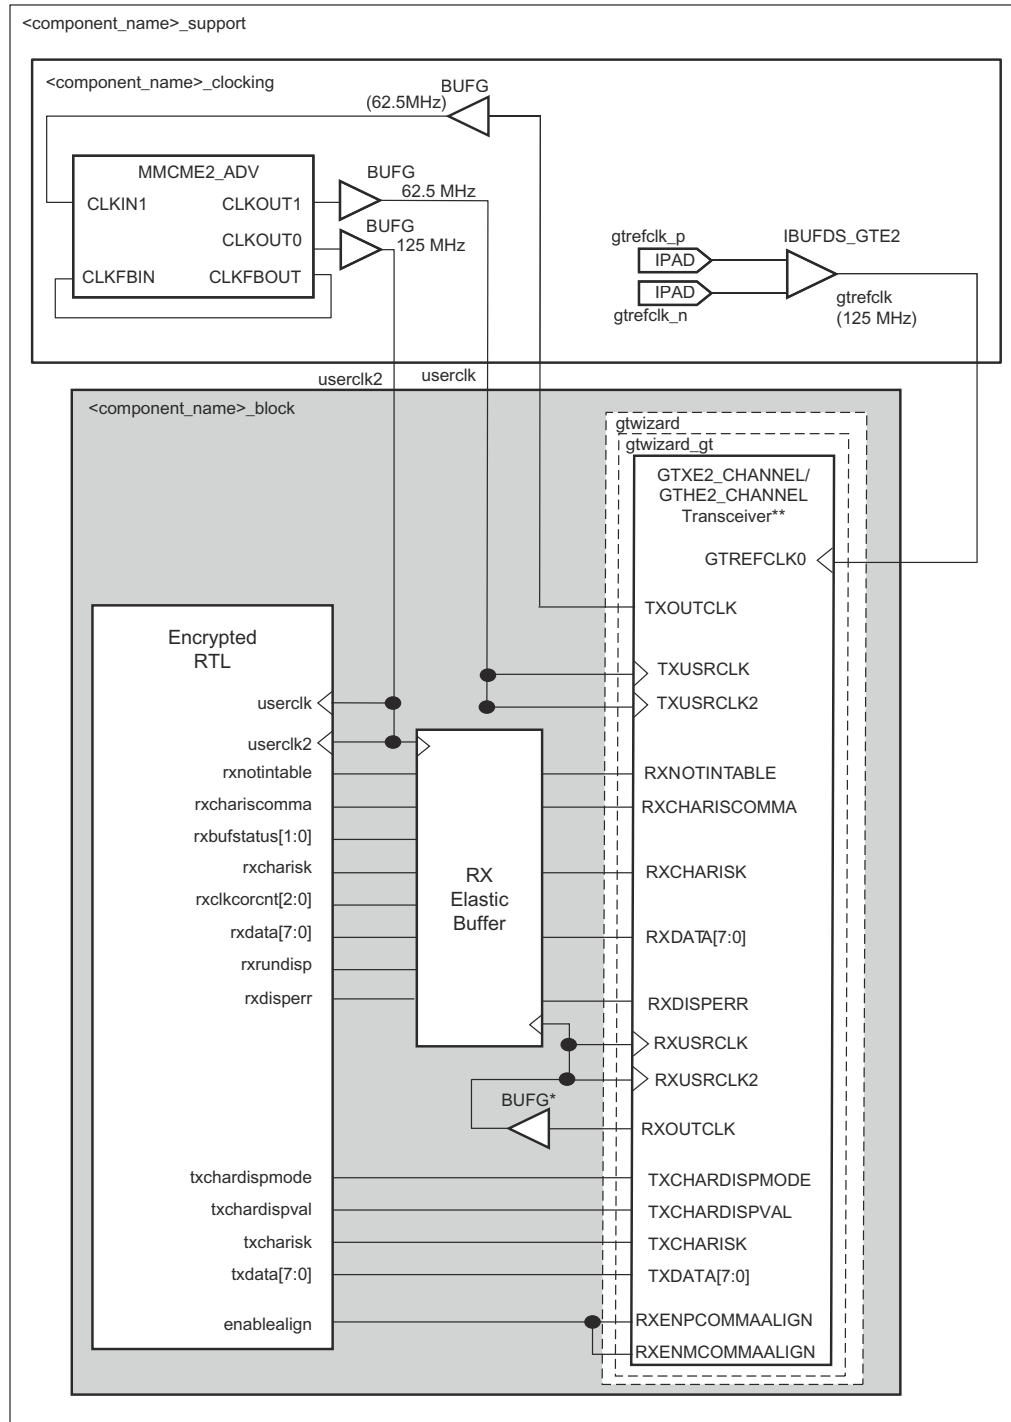 <component_name>_support
<component_name>_clocking
BUFG
(62.5MHz)
MMCME2_ADV
CLKIN1
CLKOUT1
CLKOUT0
CLKFBIN
CLKFBOUT
BUFG
62.5 MHz
BUFG
125 MHz
gtrefclk_p
IPAD
IPAD
gtrefclk_n
IBUFDS_GTE2
gtrefclk
(125 MHz)
userclk2
userclk
<component_name>_block
gtwizard
gtwizard_gt
GTXE2_CHANNEL/
GTHE2_CHANNEL
Transceiver**
GTREFCLK0
TXOUTCLK
TXUSRCLK
TXUSRCLK2
RXNOTINTABLE
RXCHARISCOMMA
RXCHARISK
RXDATA[7:0]
RXDISPERR
RXUSRCLK
RXUSRCLK2
RXOUTCLK
TXCHARDISPMODE
TXCHARDISPVAL
TXCHARISK
TXDATA[7:0]
RXENPCOMMAALIGN
RXENMCOMMAALIGN
Encrypted
RTL
userclk
userclk2
rxnotintable
rxchariscomma
rxbufstatus[1:0]
rxcharisk
rxclkcorcnt[2:0]
rxdata[7:0]
rxrundisp
rxdisperr
txchardispmode
txchardispval
txcharisk
txdata[7:0]
enablealign
RX
Elastic
Buffer
BUFG*